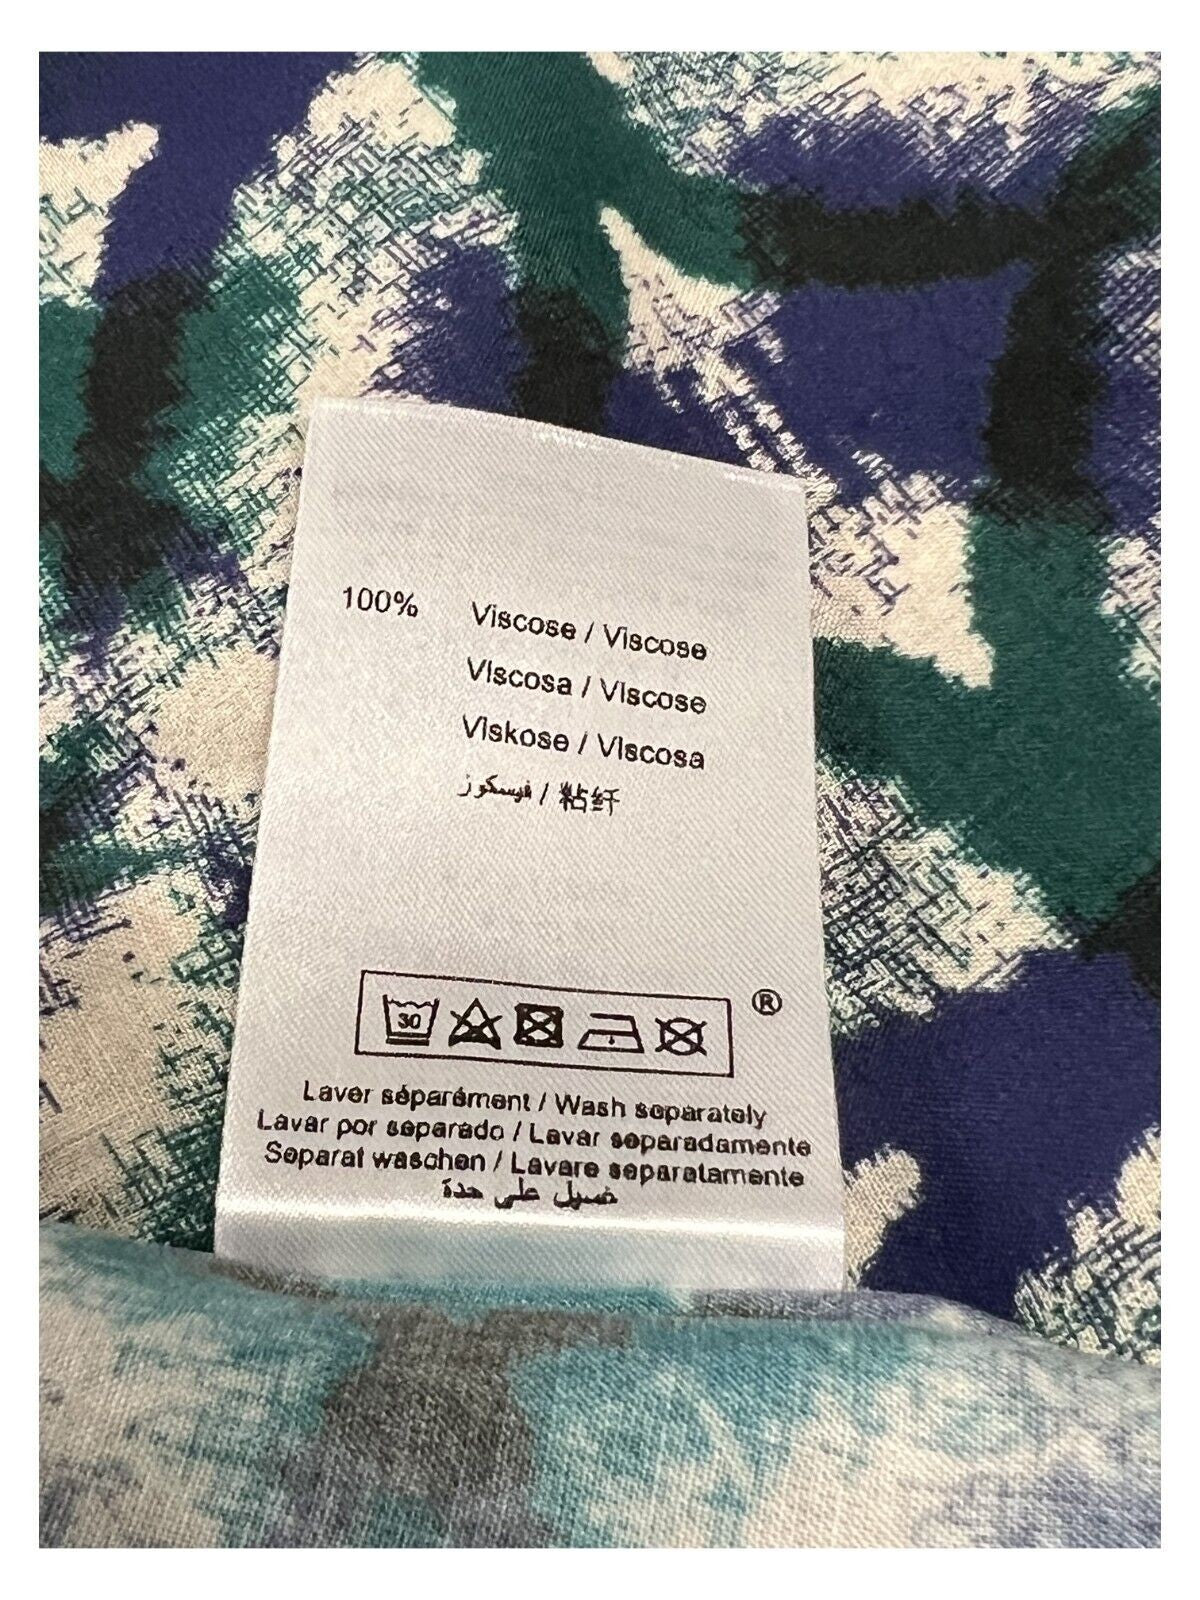 100% Viscose / Viscose
Viscosa / Viscose
Viskose / Viscosa
فيسكوز / 粘纤
30 ®
Laver séparément / Wash separately
Lavar por separado / Lavar separadamente
Separat waschen / Lavare separatamente
غسيل على حدة